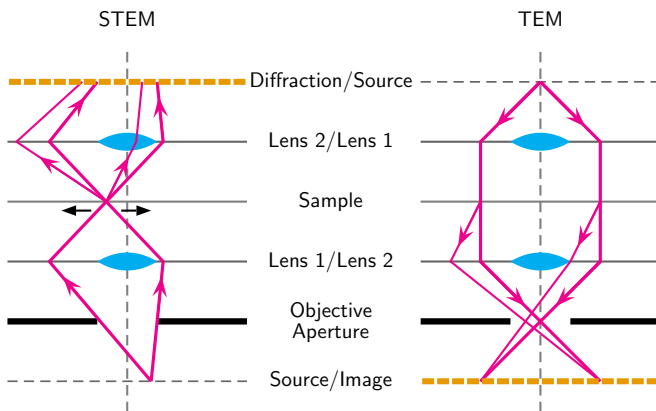 STEM
TEM
Diffraction/Source
Lens 2/Lens 1
Sample
Lens 1/Lens 2
Objective
Aperture
Source/Image